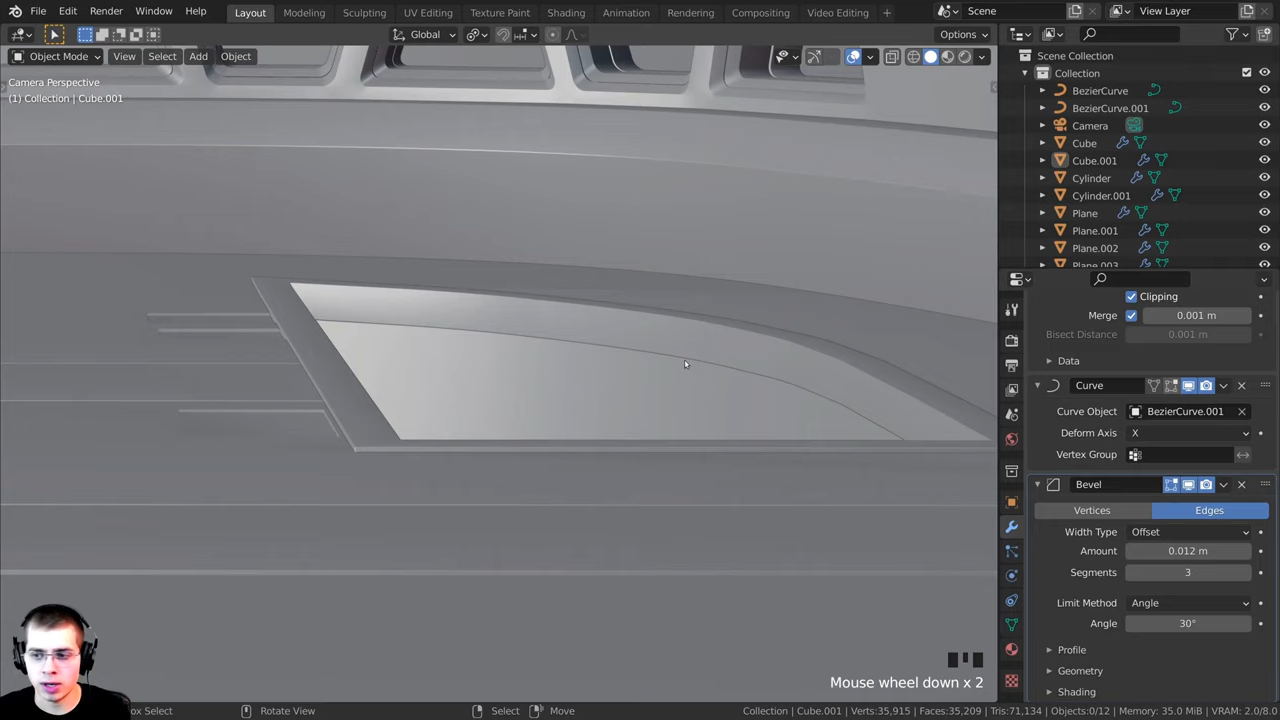 File Edit Render Window Help Layout Modeling Sculpting UV Editing Texture Paint Shading Animation Rendering Compositing Video Editing + Scene View Layer
Global Options
Object Mode View Select Add Object
Camera Perspective
(1) Collection | Cube.001
Scene Collection
Collection
BezierCurve
BezierCurve.001
Camera
Cube
Cube.001
Cylinder
Cylinder.001
Plane
Plane.001
Plane.002
Plane.003
Clipping
Merge 0.001 m
Bisect Distance 0.001 m
Data
Curve
Curve Object BezierCurve.001
Deform Axis X
Vertex Group
Bevel
Vertices Edges
Width Type Offset
Amount 0.012 m
Segments 3
Limit Method Angle
Angle 30°
Profile
Geometry
Shading
Mouse wheel down x 2
ox Select Rotate View Select Move Collection | Cube.001 Verts:35,915 | Faces:35,209 | Tris:71,134 | Objects:0/12 | Memory: 35.0 MiB | VRAM: 2.0/8.0